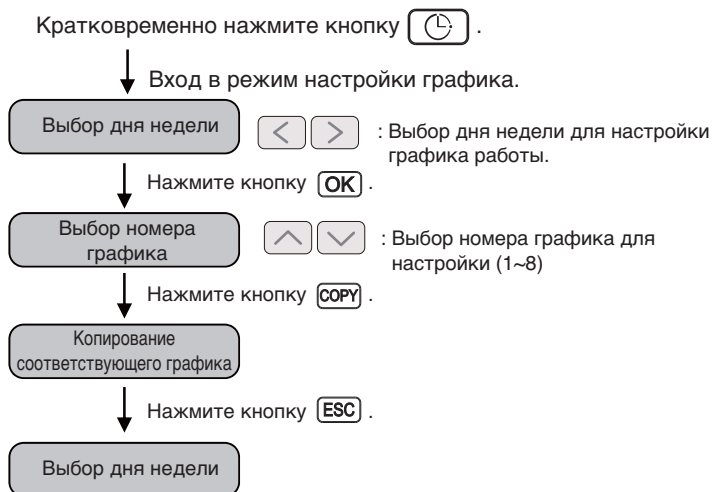 Кратковременно нажмите кнопку .
Вход в режим настройки графика.
Выбор дня недели
: Выбор дня недели для настройки
графика работы.
Нажмите кнопку OK .
Выбор номера
графика
: Выбор номера графика для
настройки (1~8)
Нажмите кнопку COPY .
Копирование
соответствующего графика
Нажмите кнопку ESC .
Выбор дня недели